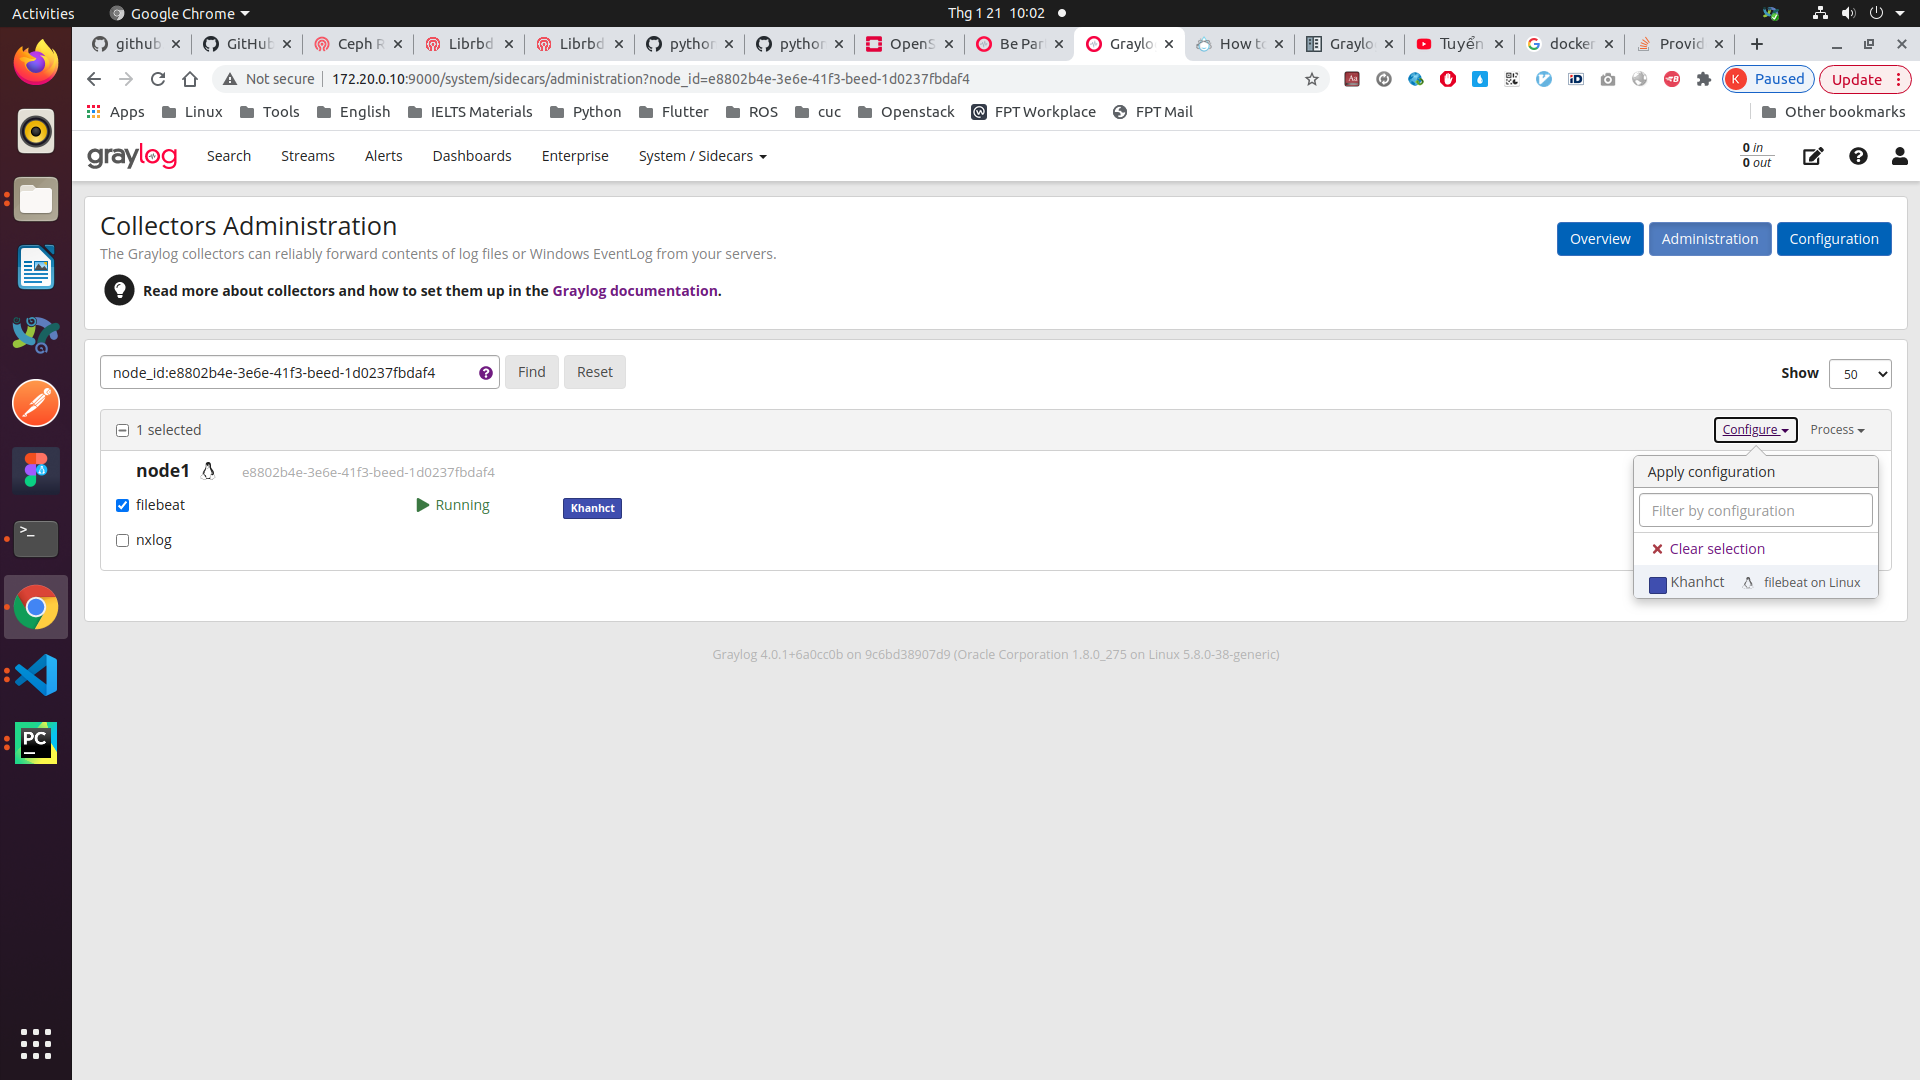 Activities Google Chrome Thg 1 21 10:02
github GitHub Ceph R Librbd Librbd python python OpenS Be Par Graylo How to Graylo Tuyển docker Provid
Not secure 172.20.0.10:9000/system/sidecars/administration?node_id=e8802b4e-3e6e-41f3-beed-1d0237fbdaf4 K Paused Update
Apps Linux Tools English IELTS Materials Python Flutter ROS cuc Openstack FPT Workplace FPT Mail Other bookmarks
graylog Search Streams Alerts Dashboards Enterprise System / Sidecars 0 in
0 out
Collectors Administration
The Graylog collectors can reliably forward contents of log files or Windows EventLog from your servers.
Overview Administration Configuration
Read more about collectors and how to set them up in the Graylog documentation.
node_id:e8802b4e-3e6e-41f3-beed-1d0237fbdaf4 Find Reset Show 50
1 selected Configure Process
node1 e8802b4e-3e6e-41f3-beed-1d0237fbdaf4
filebeat Running Khanhct
nxlog
Apply configuration
Filter by configuration
Clear selection
Khanhct filebeat on Linux
Graylog 4.0.1+6a0cc0b on 9c6bd38907d9 (Oracle Corporation 1.8.0_275 on Linux 5.8.0-38-generic)